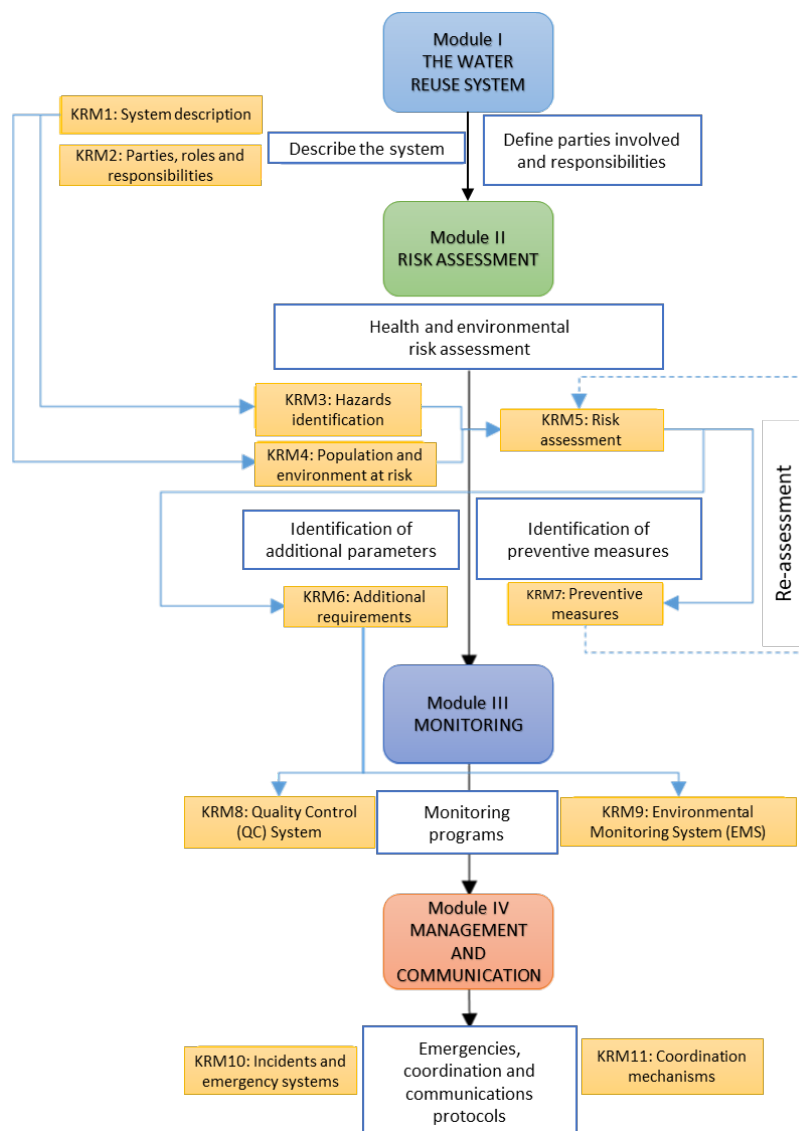 Module I
THE WATER
REUSE SYSTEM
KRM1: System description
KRM2: Parties, roles and
responsibilities
Describe the system
Define parties involved
and responsibilities
Module II
RISK ASSESSMENT
Health and environmental
risk assessment
KRM3: Hazards
identification
KRM4: Population and
environment at risk
KRM5: Risk
assessment
Re-assessment
Identification of
additional parameters
Identification of
preventive measures
KRM6: Additional
requirements
KRM7: Preventive
measures
Module III
MONITORING
KRM8: Quality Control
(QC) System
Monitoring
programs
KRM9: Environmental
Monitoring System (EMS)
Module IV
MANAGEMENT
AND
COMMUNICATION
KRM10: Incidents and
emergency systems
Emergencies,
coordination and
communications
protocols
KRM11: Coordination
mechanisms